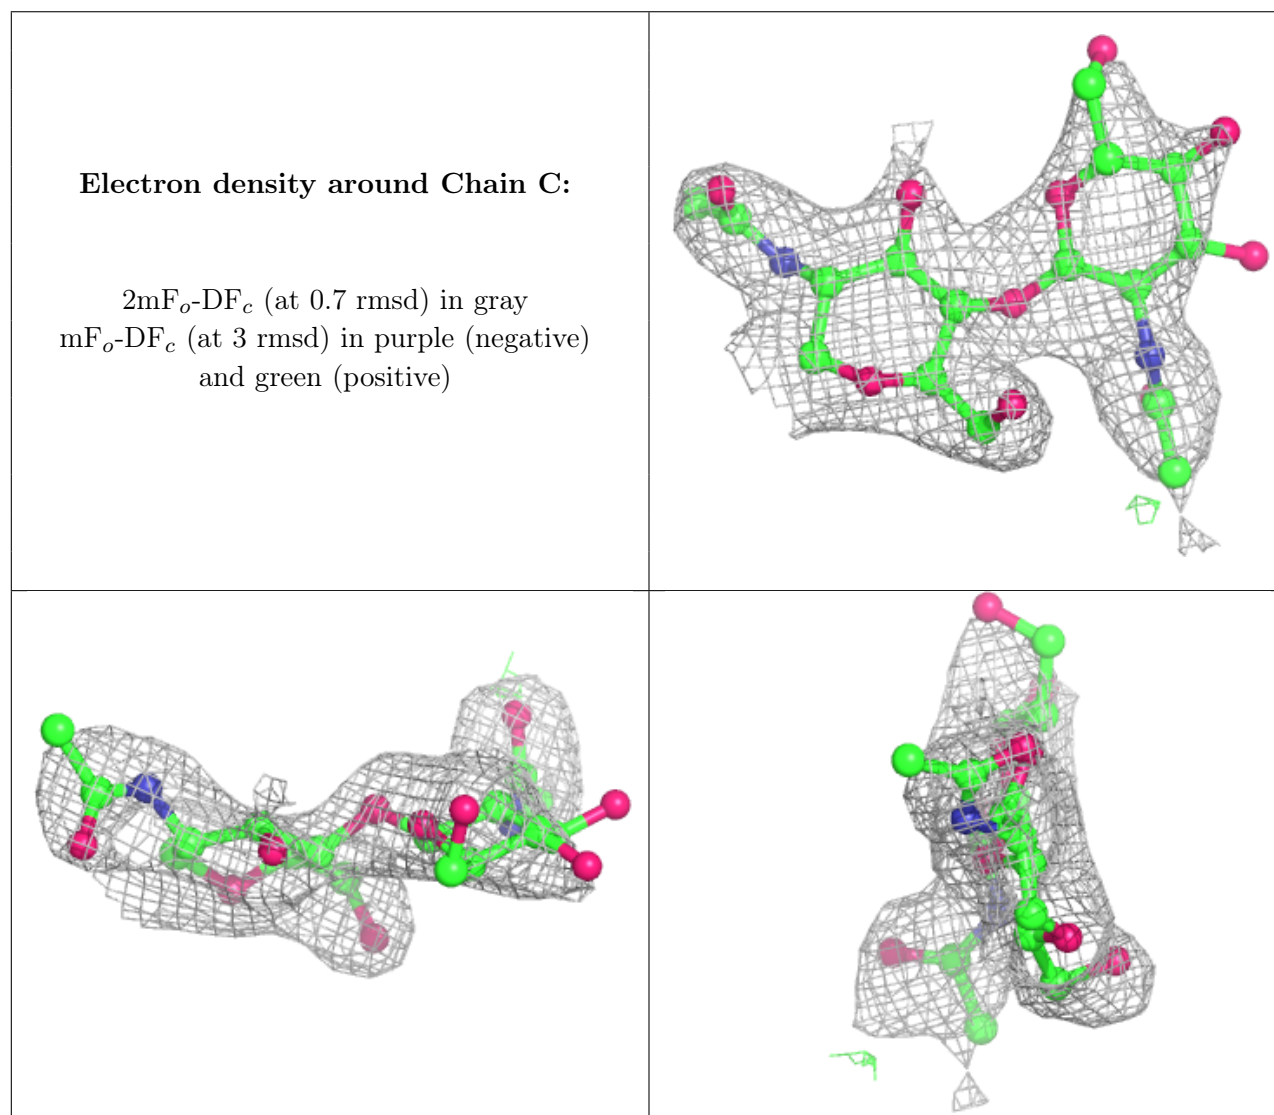 Electron density around Chain C:
2mFo-DFc (at 0.7 rmsd) in gray
mFo-DFc (at 3 rmsd) in purple (negative)
and green (positive)